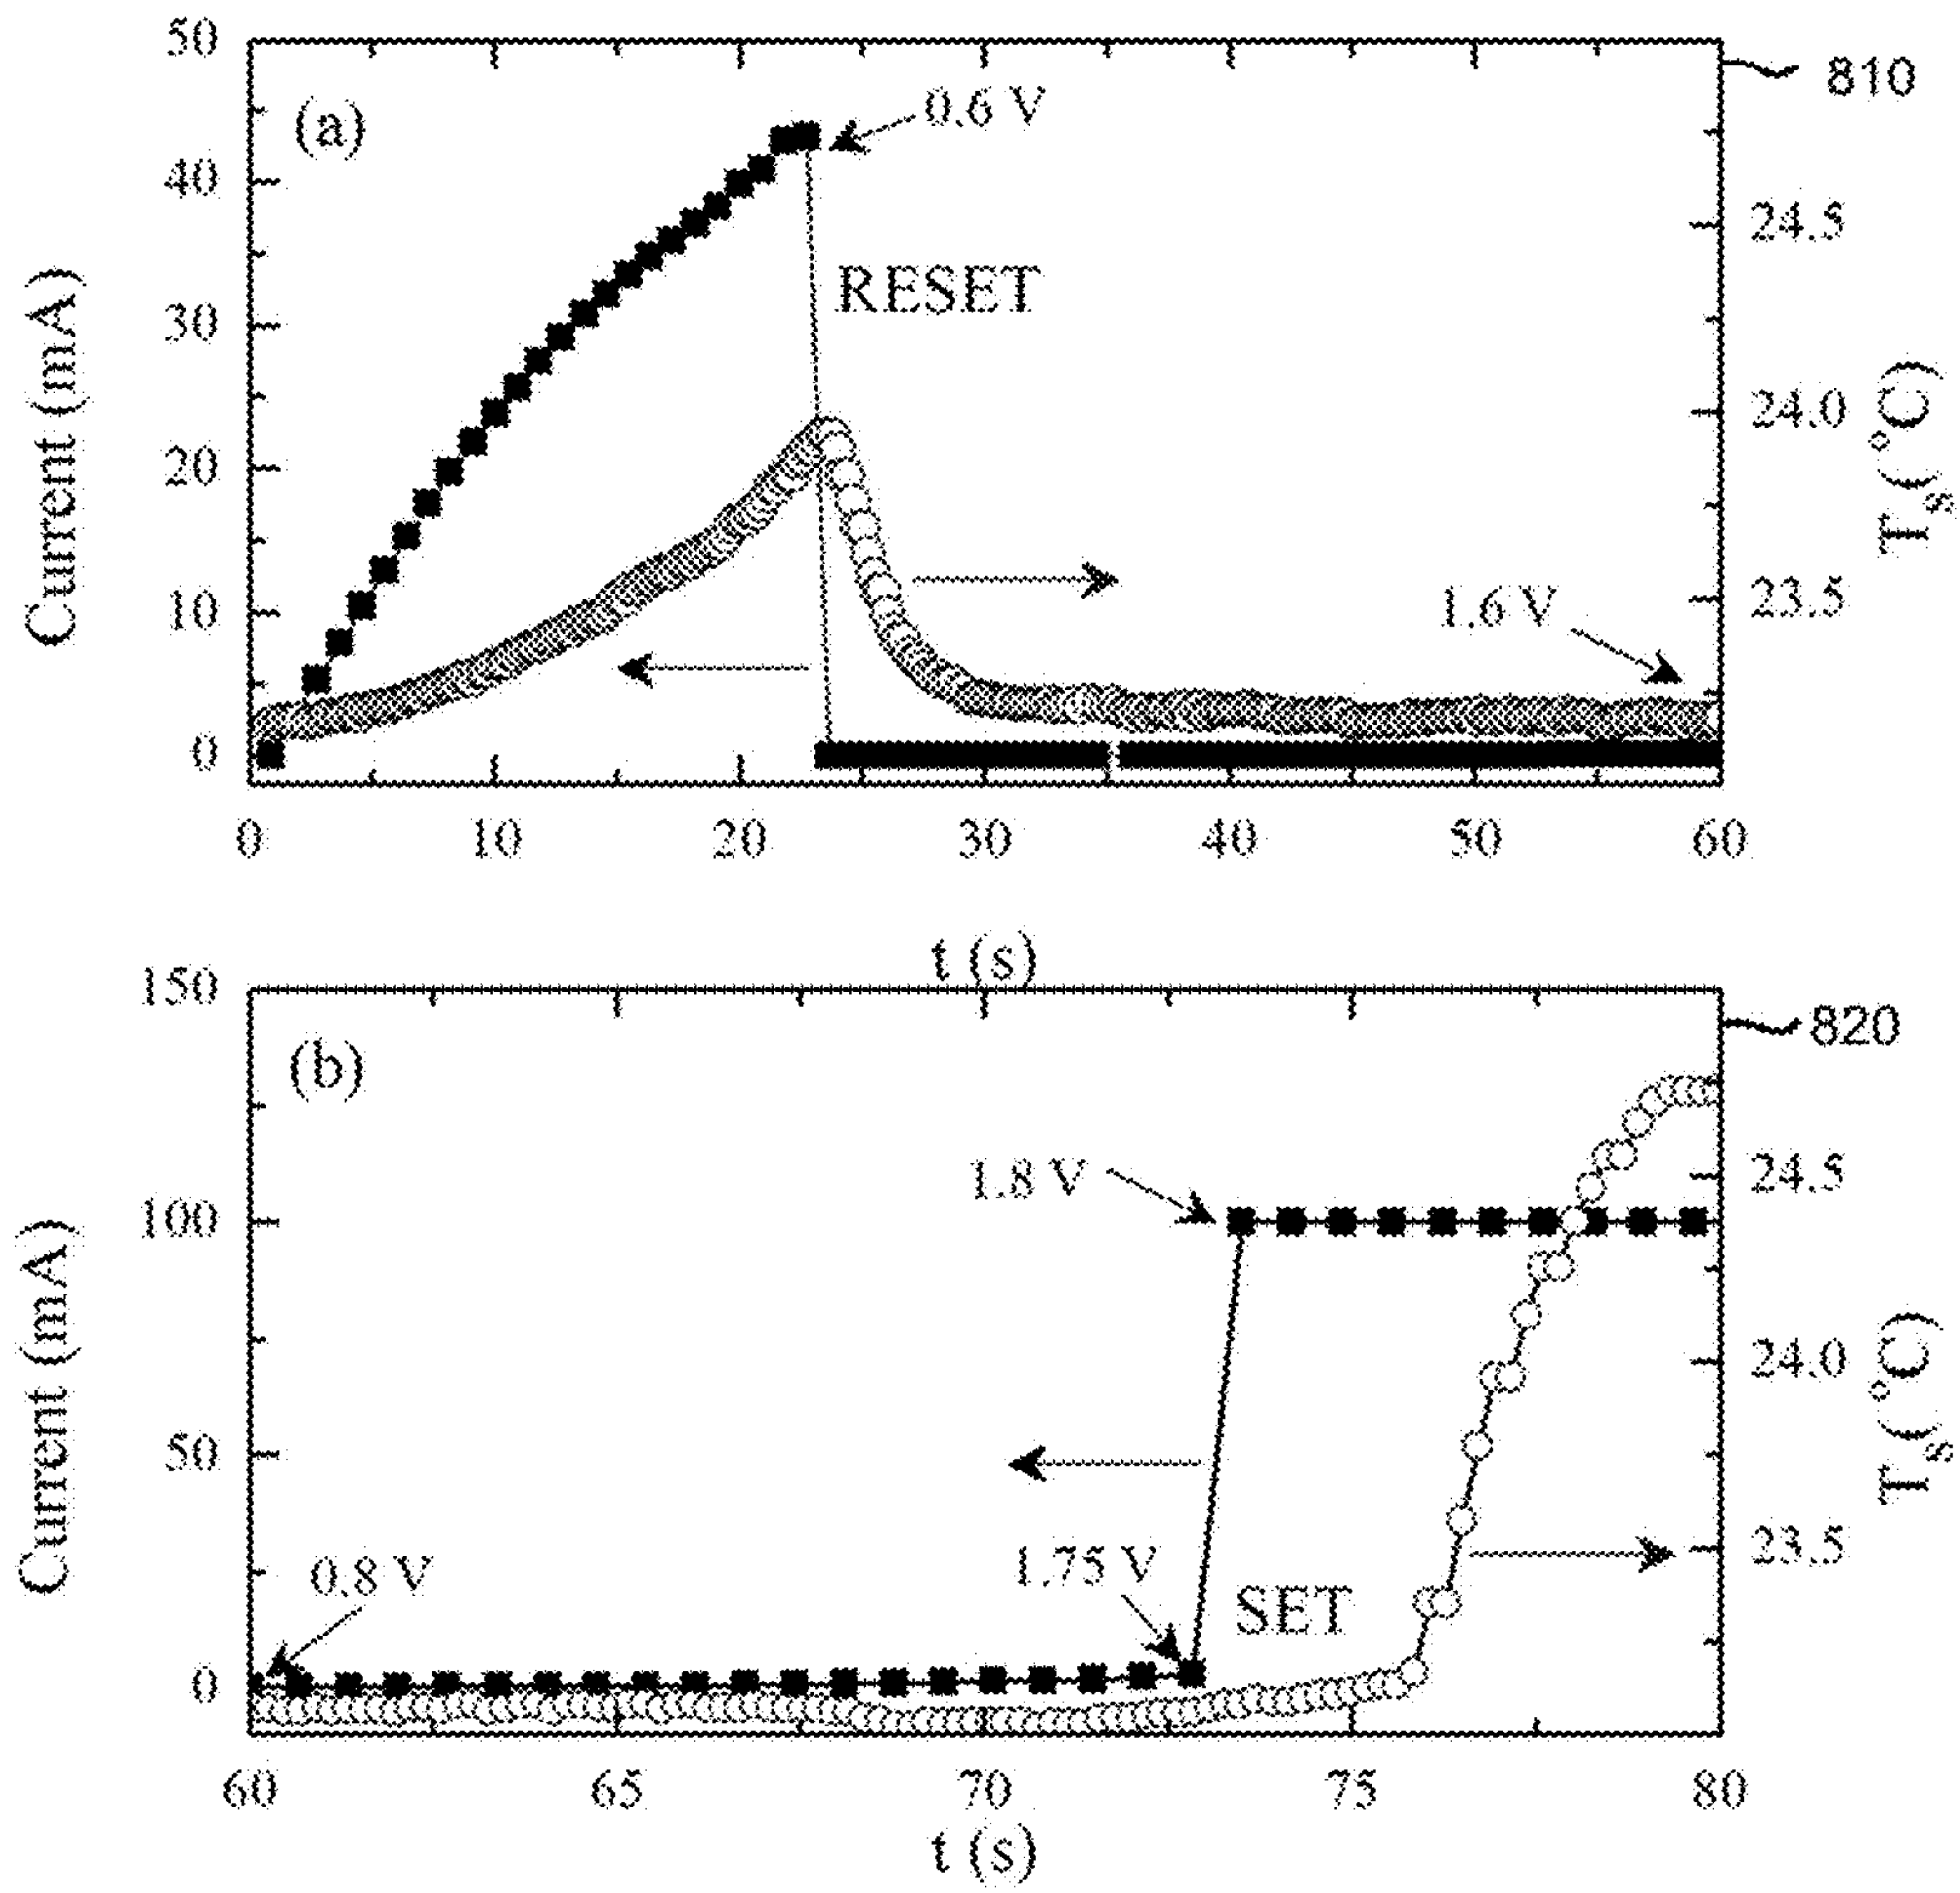 50
(a)
0.6 V
810
40
24.5
RESET
30
Current (mA)
24.0
Ts (°C)
20
1.6 V
23.5
10
0
0 10 20 30 40 50 60
t (s)
150
820
(b)
1.8 V
24.5
100
Current (mA)
24.0
Ts (°C)
50
0.8 V
1.75 V
23.5
SET
0
60 65 70 75 80
t (s)